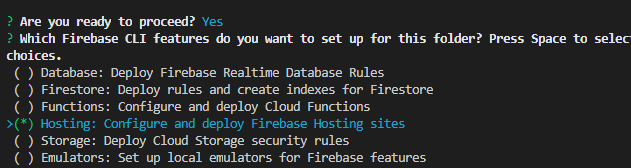 ? Are you ready to proceed? Yes
? Which Firebase CLI features do you want to set up for this folder? Press Space to selec
choices.
( ) Database: Deploy Firebase Realtime Database Rules
( ) Firestore: Deploy rules and create indexes for Firestore
( ) Functions: Configure and deploy Cloud Functions
>(*) Hosting: Configure and deploy Firebase Hosting sites
( ) Storage: Deploy Cloud Storage security rules
( ) Emulators: Set up local emulators for Firebase features